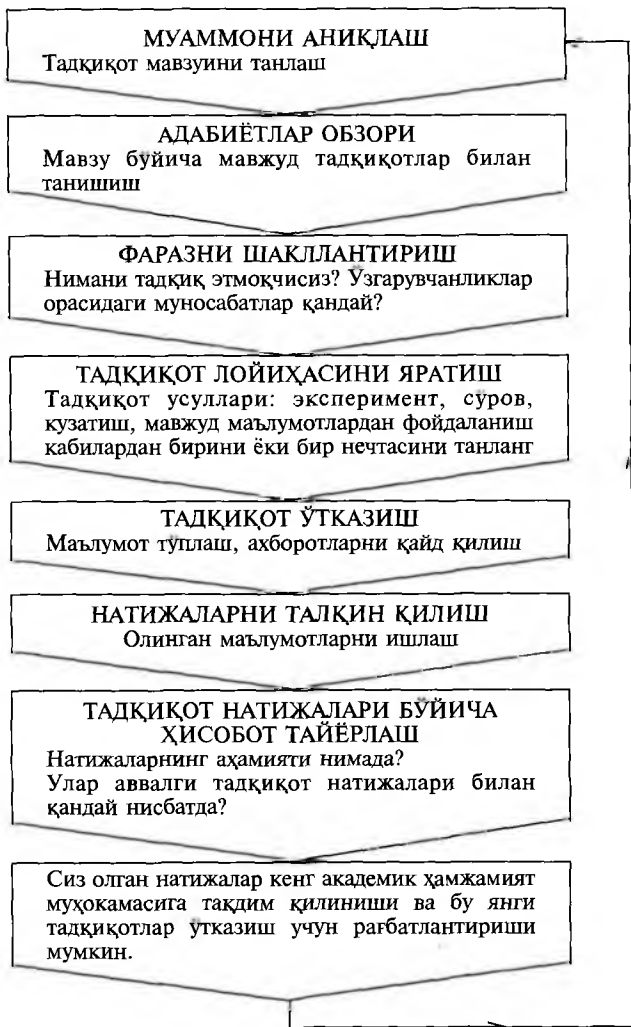 МУАММОНИ АНИҚЛАШ
Тадқиқот мавзуини танлаш
АДАБИЁТЛАР ОБЗОРИ
Мавзу бўйича мавжуд тадқиқотлар билан
танишиш
ФАРАЗНИ ШАКЛЛАНТИРИШ
Нимани тадқиқ этмоқчисиз? Ўзгарувчанликлар
орасидаги муносабатлар қандай?
ТАДҚИҚОТ ЛОЙИҲАСИНИ ЯРАТИШ
Тадқиқот усуллари: эксперимент, сўров,
кузатиш, мавжуд маълумотлардан фойдаланиш
кабилардан бирини ёки бир нечтасини танланг
ТАДҚИҚОТ ЎТКАЗИШ
Маълумот тўплаш, ахборотларни қайд қилиш
НАТИЖАЛАРНИ ТАЛҚИН ҚИЛИШ
Олинган маълумотларни ишлаш
ТАДҚИҚОТ НАТИЖАЛАРИ БЎЙИЧА
ҲИСОБОТ ТАЙЁРЛАШ
Натижаларнинг аҳамияти нимада?
Улар аввалги тадқиқот натижалари билан
қандай нисбатда?
Сиз олган натижалар кенг академик ҳамжамият
муҳокамасига тақдим қилиниши ва бу янги
тадқиқотлар ўтказиш учун рағбатлантириши
мумкин.